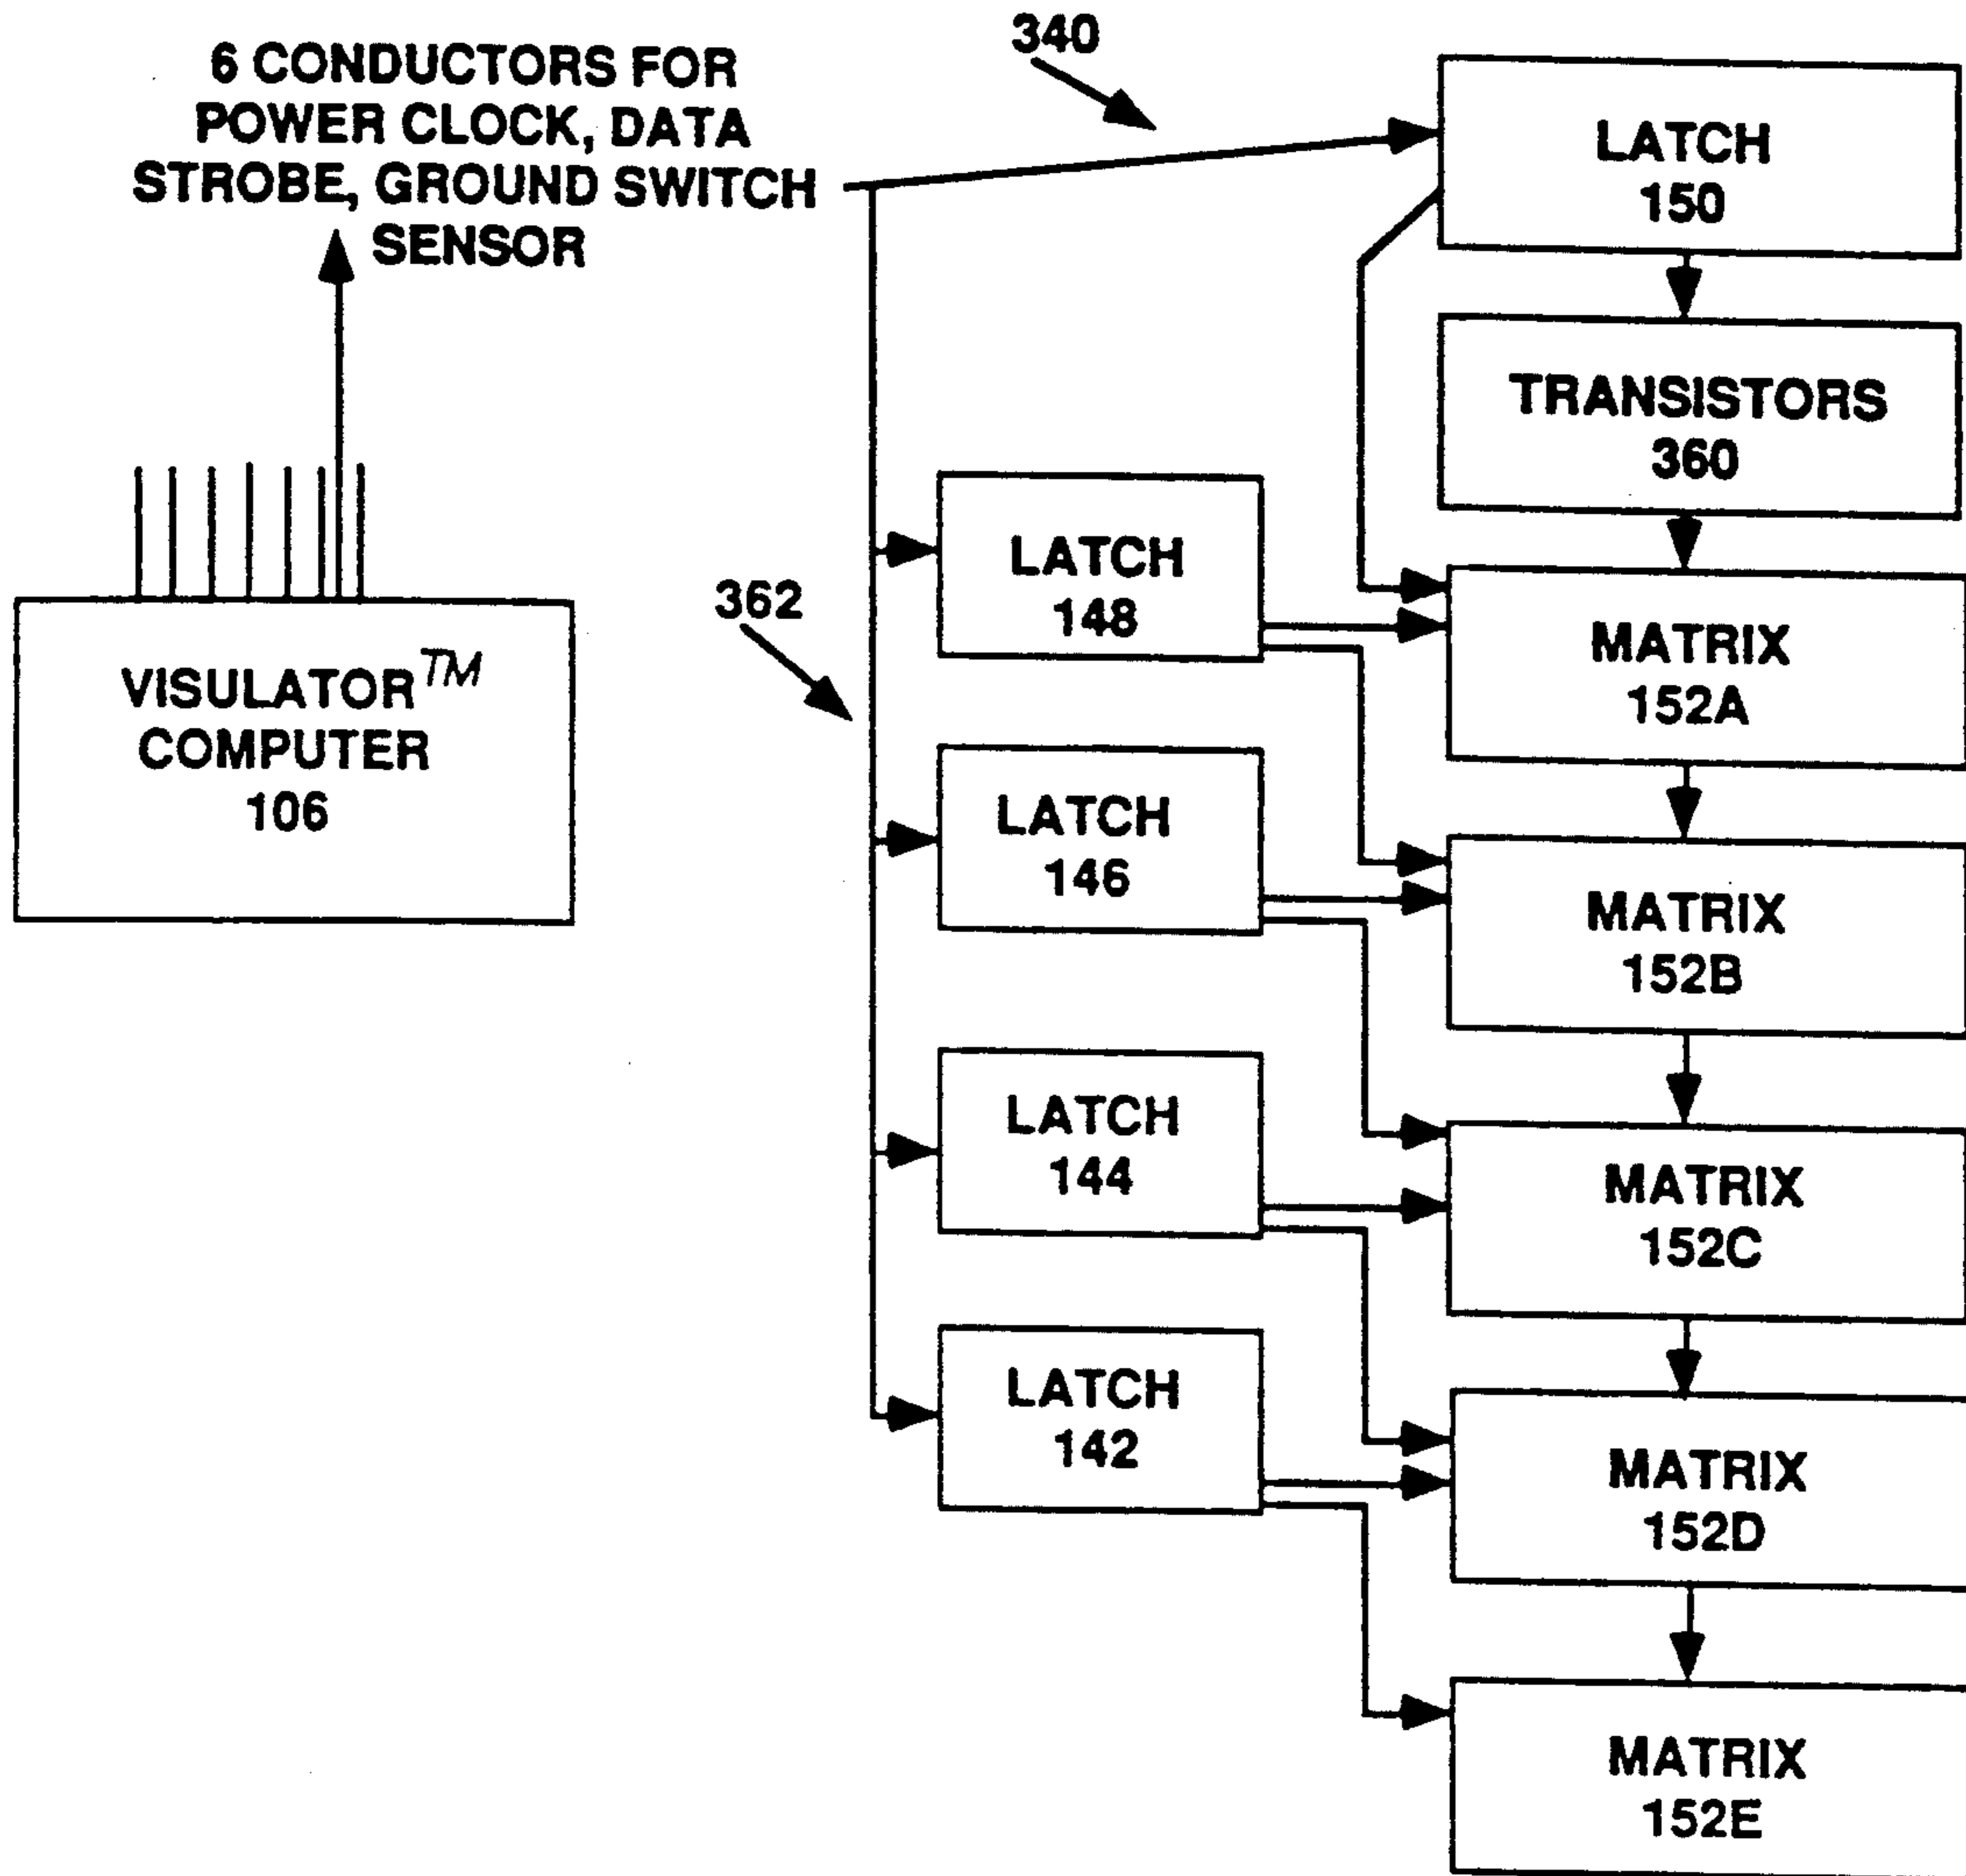 6 CONDUCTORS FOR
POWER CLOCK, DATA
STROBE, GROUND SWITCH
SENSOR
340
LATCH
150
TRANSISTORS
360
362
LATCH
148
MATRIX
152A
VISULATOR™
COMPUTER
106
LATCH
146
MATRIX
152B
LATCH
144
MATRIX
152C
LATCH
142
MATRIX
152D
MATRIX
152E